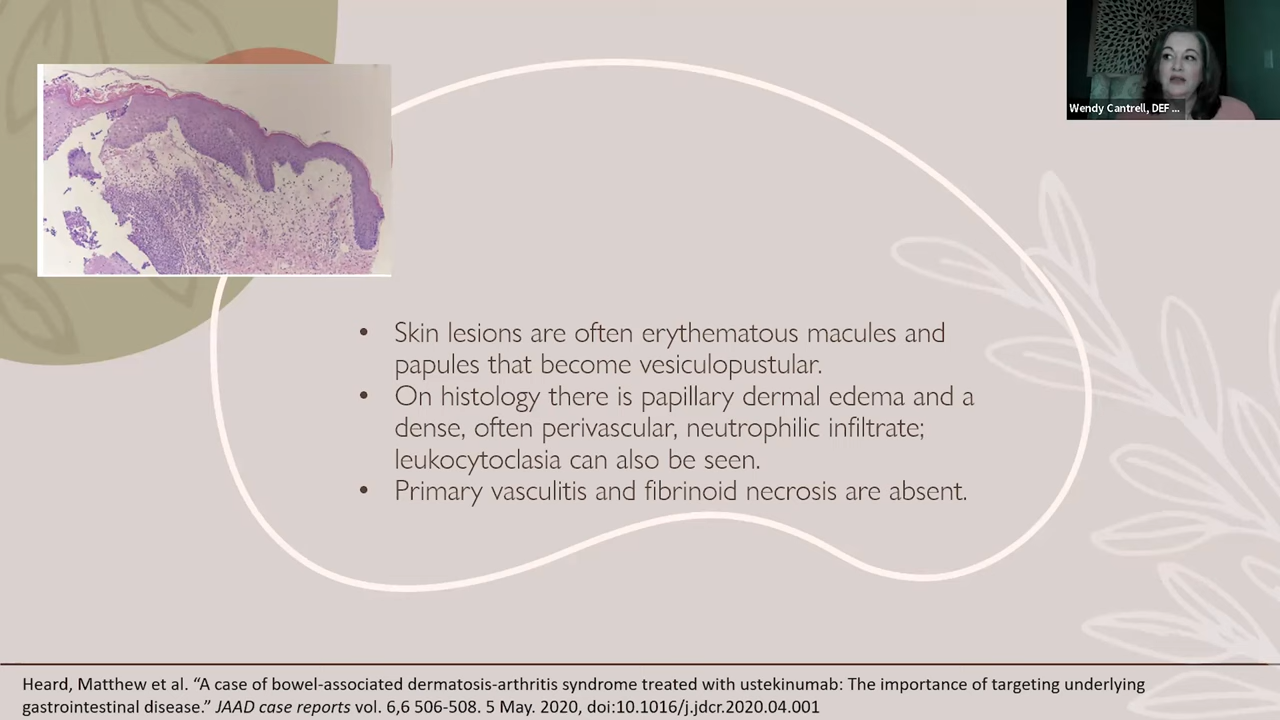 Wendy Cantrell, DEF ...
• Skin lesions are often erythematous macules and
papules that become vesiculopustular.
• On histology there is papillary dermal edema and a
dense, often perivascular, neutrophilic infiltrate;
leukocytoclasia can also be seen.
• Primary vasculitis and fibrinoid necrosis are absent.
Heard, Matthew et al. “A case of bowel-associated dermatosis-arthritis syndrome treated with ustekinumab: The importance of targeting underlying
gastrointestinal disease.” JAAD case reports vol. 6,6 506-508. 5 May. 2020, doi:10.1016/j.jdcr.2020.04.001